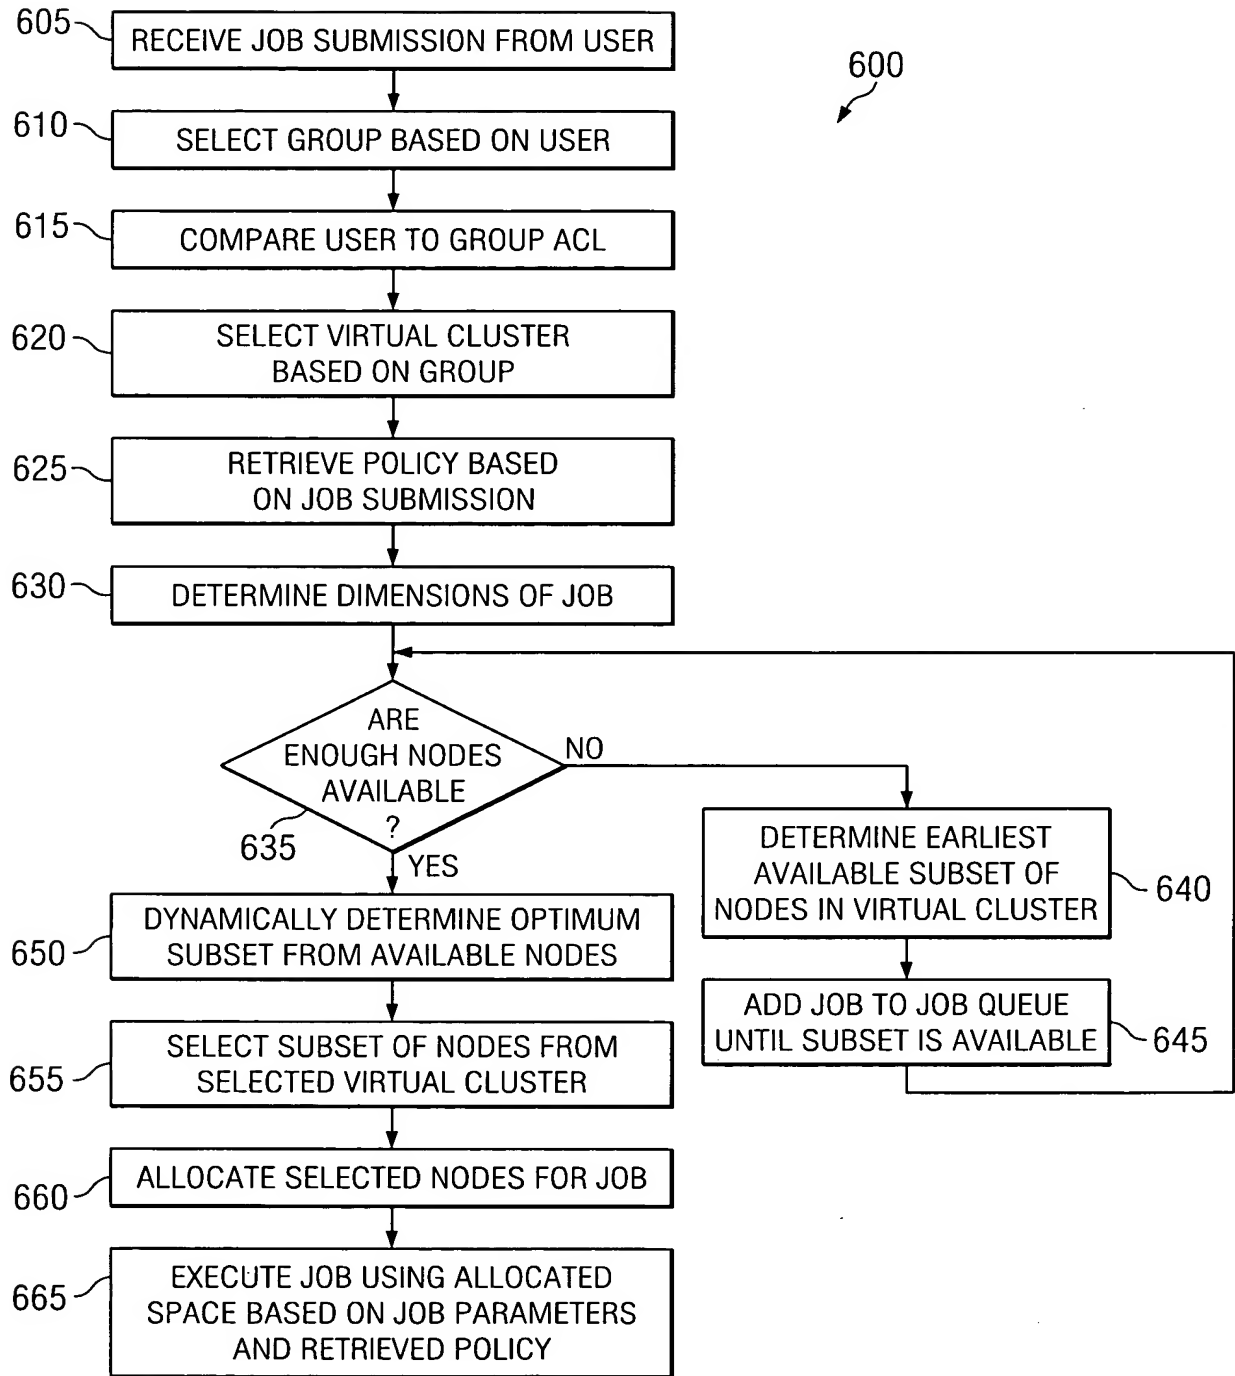 605
RECEIVE JOB SUBMISSION FROM USER
600
610
SELECT GROUP BASED ON USER
615
COMPARE USER TO GROUP ACL
620
SELECT VIRTUAL CLUSTER
BASED ON GROUP
625
RETRIEVE POLICY BASED
ON JOB SUBMISSION
630
DETERMINE DIMENSIONS OF JOB
ARE
ENOUGH NODES
AVAILABLE
?
635
NO
YES
DETERMINE EARLIEST
AVAILABLE SUBSET OF
NODES IN VIRTUAL CLUSTER
640
ADD JOB TO JOB QUEUE
UNTIL SUBSET IS AVAILABLE
645
650
DYNAMICALLY DETERMINE OPTIMUM
SUBSET FROM AVAILABLE NODES
655
SELECT SUBSET OF NODES FROM
SELECTED VIRTUAL CLUSTER
660
ALLOCATE SELECTED NODES FOR JOB
665
EXECUTE JOB USING ALLOCATED
SPACE BASED ON JOB PARAMETERS
AND RETRIEVED POLICY